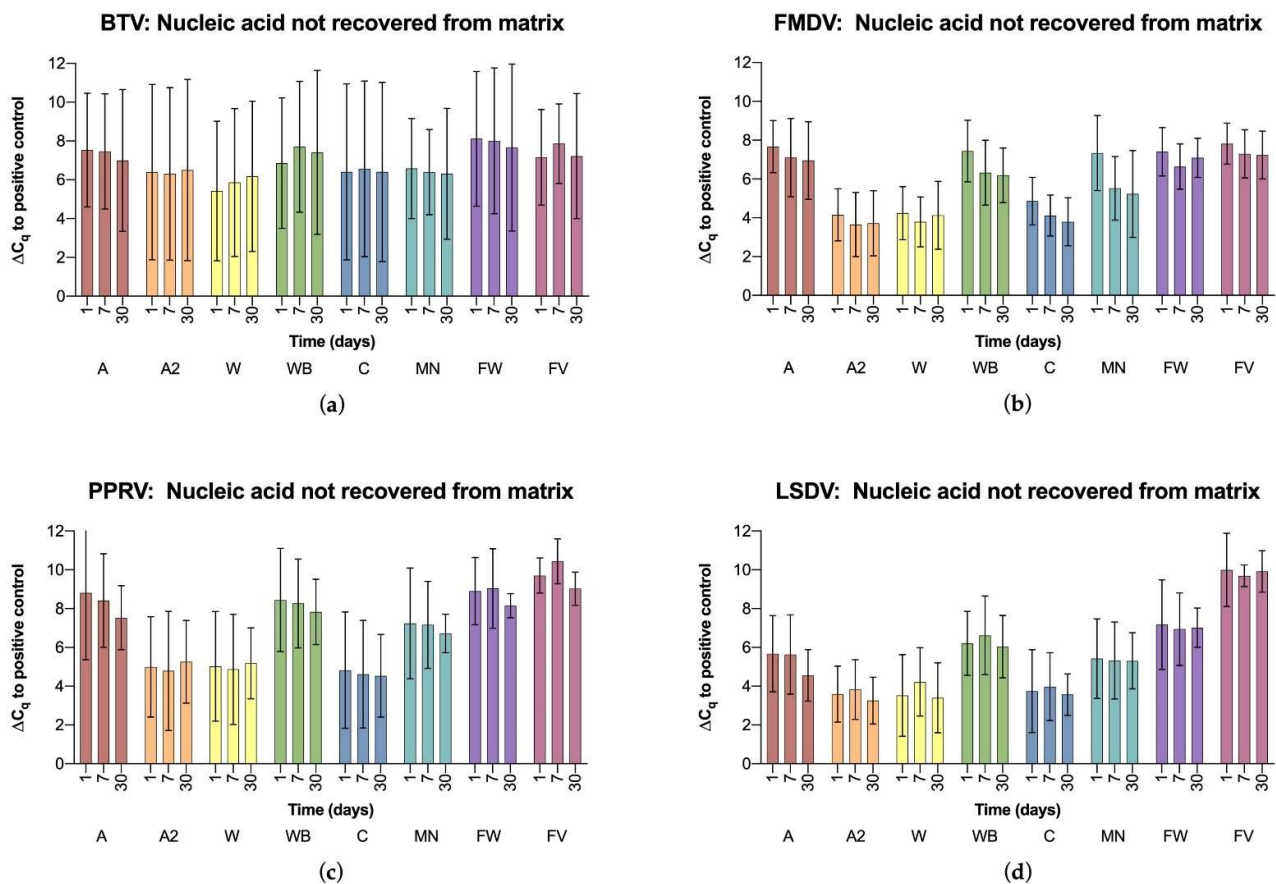 BTV: Nucleic acid not recovered from matrix
ΔCq to positive control
12
10
8
6
4
2
0
1 7 30 1 7 30 1 7 30 1 7 30 1 7 30 1 7 30 1 7 30 1 7 30
Time (days)
A A2 W WB C MN FW FV
(a)
FMDV: Nucleic acid not recovered from matrix
ΔCq to positive control
12
10
8
6
4
2
0
1 7 30 1 7 30 1 7 30 1 7 30 1 7 30 1 7 30 1 7 30 1 7 30
Time (days)
A A2 W WB C MN FW FV
(b)
PPRV: Nucleic acid not recovered from matrix
ΔCq to positive control
12
10
8
6
4
2
0
1 7 30 1 7 30 1 7 30 1 7 30 1 7 30 1 7 30 1 7 30 1 7 30
Time (days)
A A2 W WB C MN FW FV
(c)
LSDV: Nucleic acid not recovered from matrix
ΔCq to positive control
12
10
8
6
4
2
0
1 7 30 1 7 30 1 7 30 1 7 30 1 7 30 1 7 30 1 7 30 1 7 30
Time (days)
A A2 W WB C MN FW FV
(d)